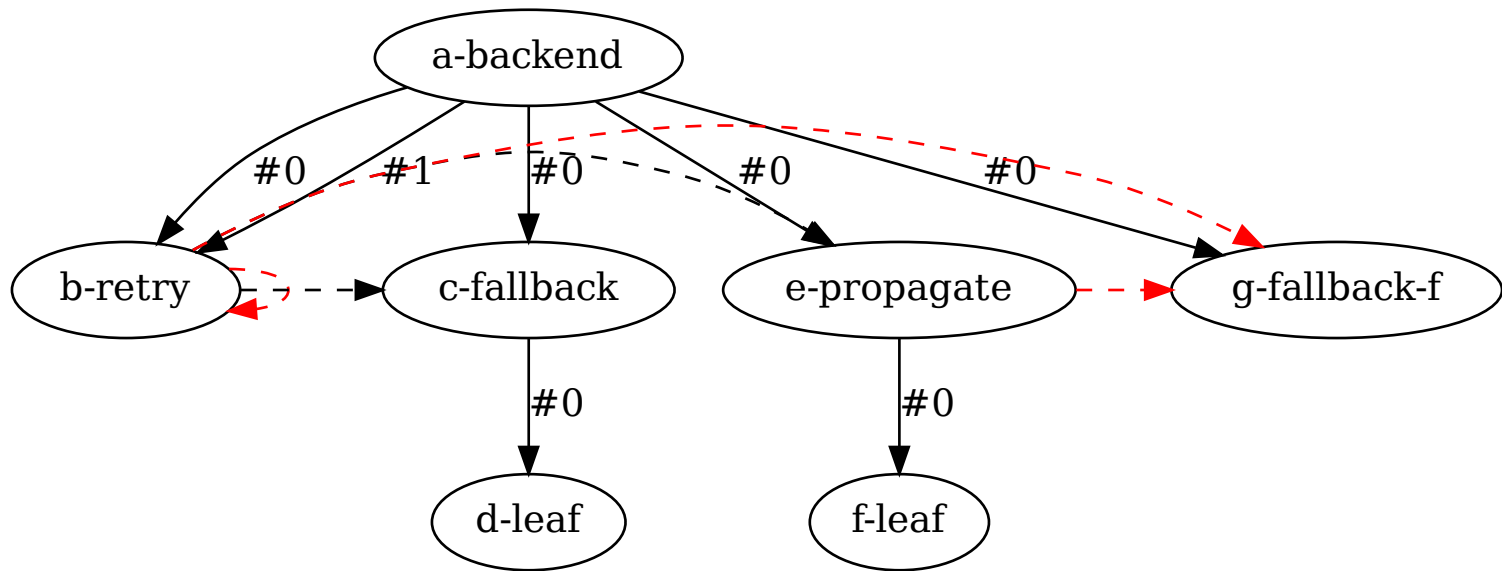 a-backend
#0
#1
#0
#0
#0
b-retry
c-fallback
e-propagate
g-fallback-f
#0
#0
d-leaf
f-leaf